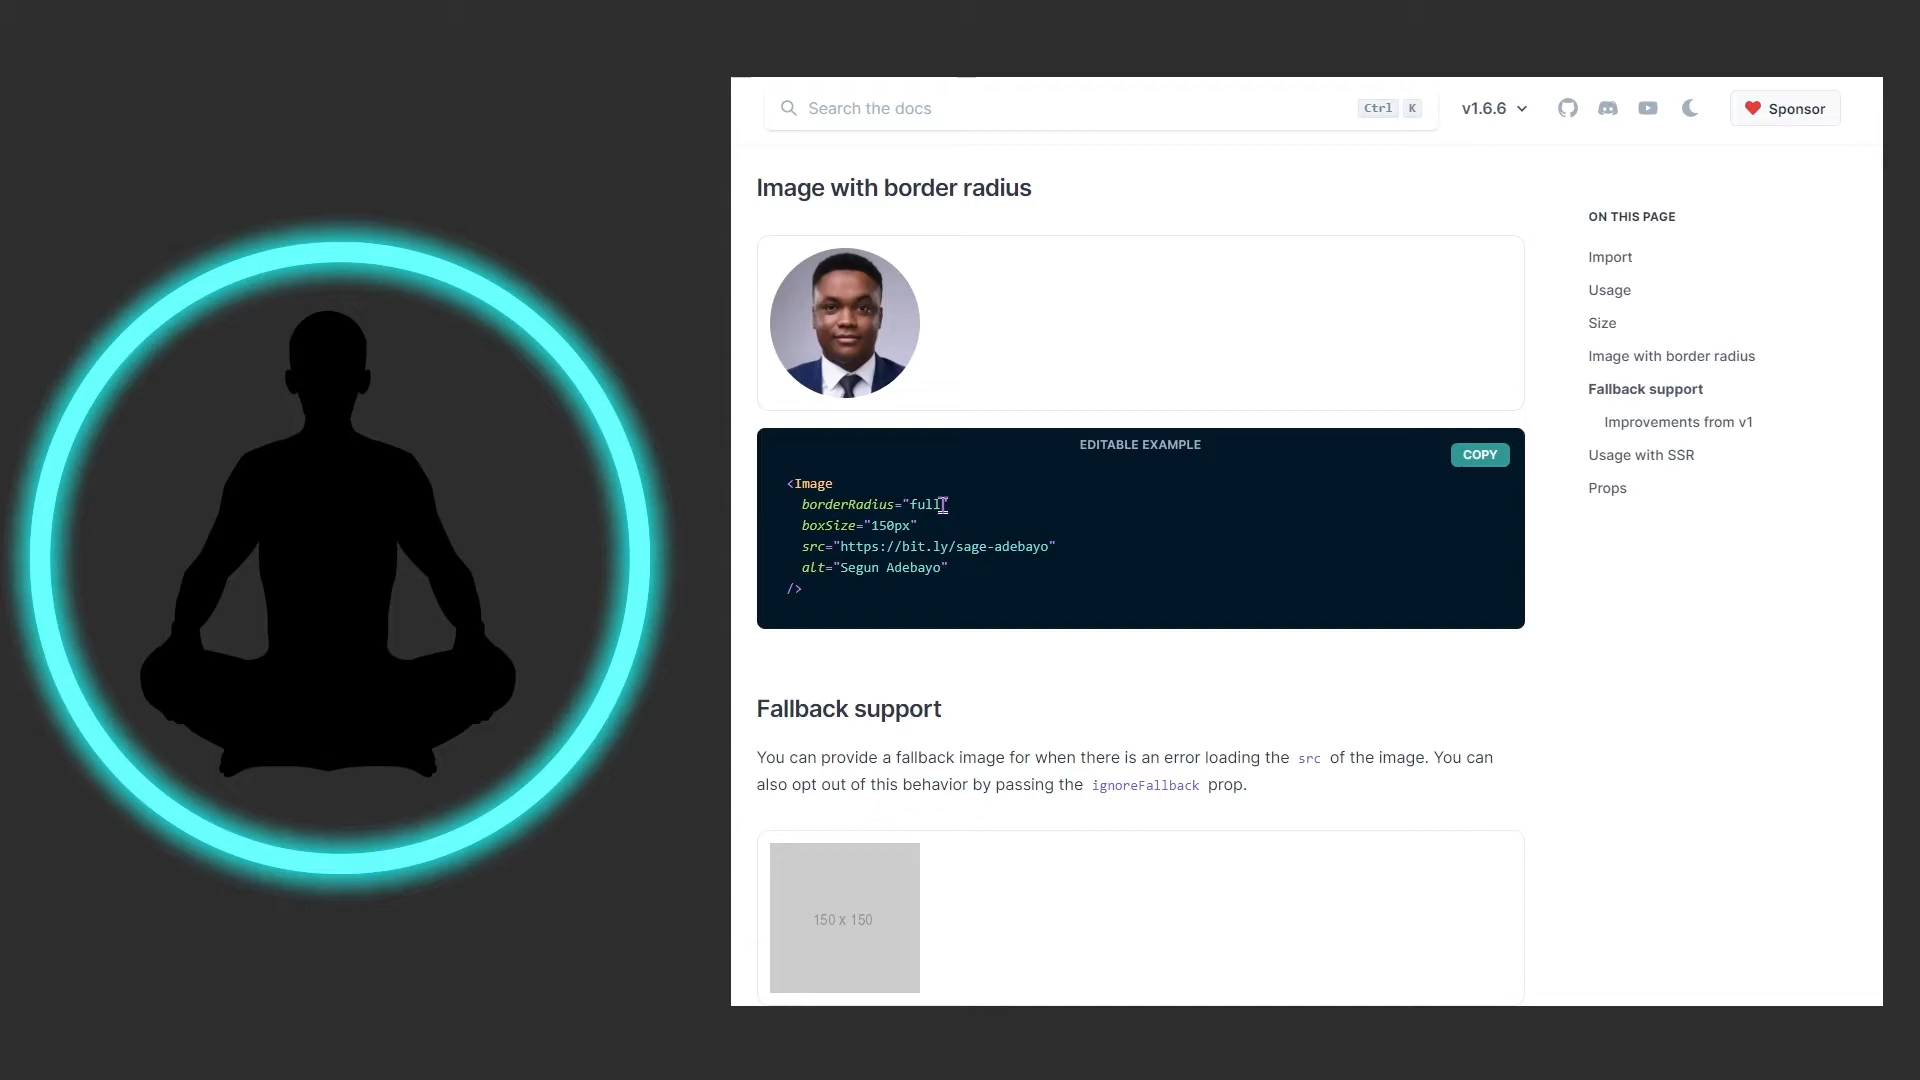 Search the docs Ctrl K v1.6.6 Sponsor
Image with border radius
EDITABLE EXAMPLE
COPY
<Image
borderRadius="full"
boxSize="150px"
src="https://bit.ly/sage-adebayo"
alt="Segun Adebayo"
/>
Fallback support
You can provide a fallback image for when there is an error loading the src of the image. You can
also opt out of this behavior by passing the ignoreFallback prop.
150 x 150
ON THIS PAGE
Import
Usage
Size
Image with border radius
Fallback support
Improvements from v1
Usage with SSR
Props